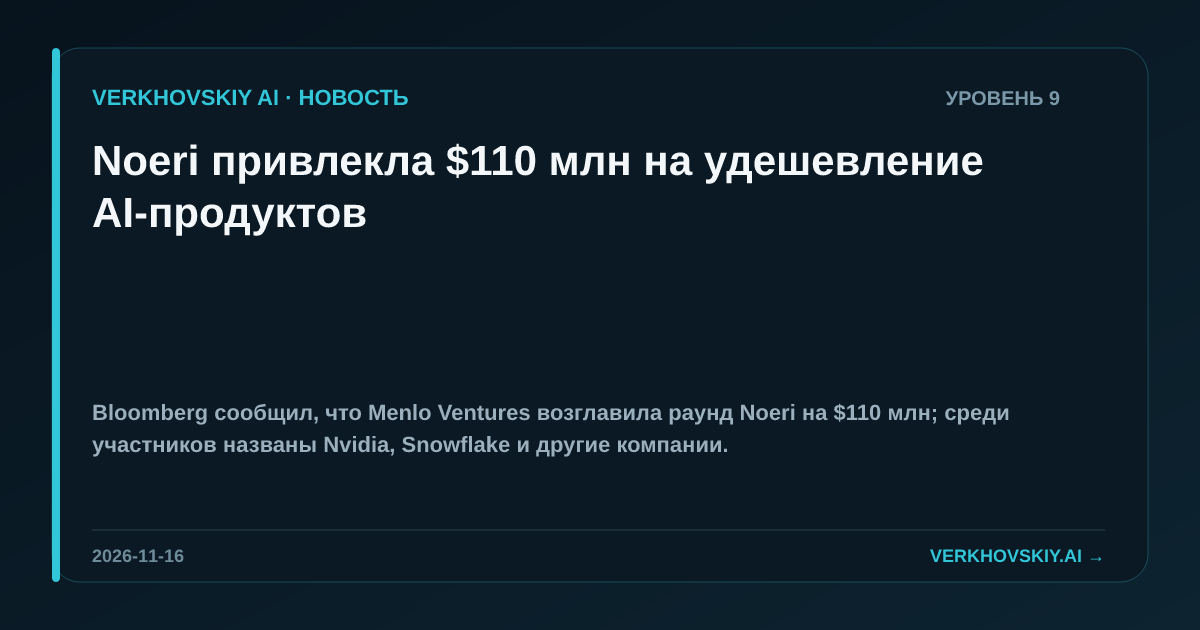 VERKHOVSKIY AI · НОВОСТЬ
УРОВЕНЬ 9
Noeri привлекла $110 млн на удешевление
AI-продуктов
Bloomberg сообщил, что Menlo Ventures возглавила раунд Noeri на $110 млн; среди
участников названы Nvidia, Snowflake и другие компании.
2026-11-16
VERKHOVSKIY.AI →